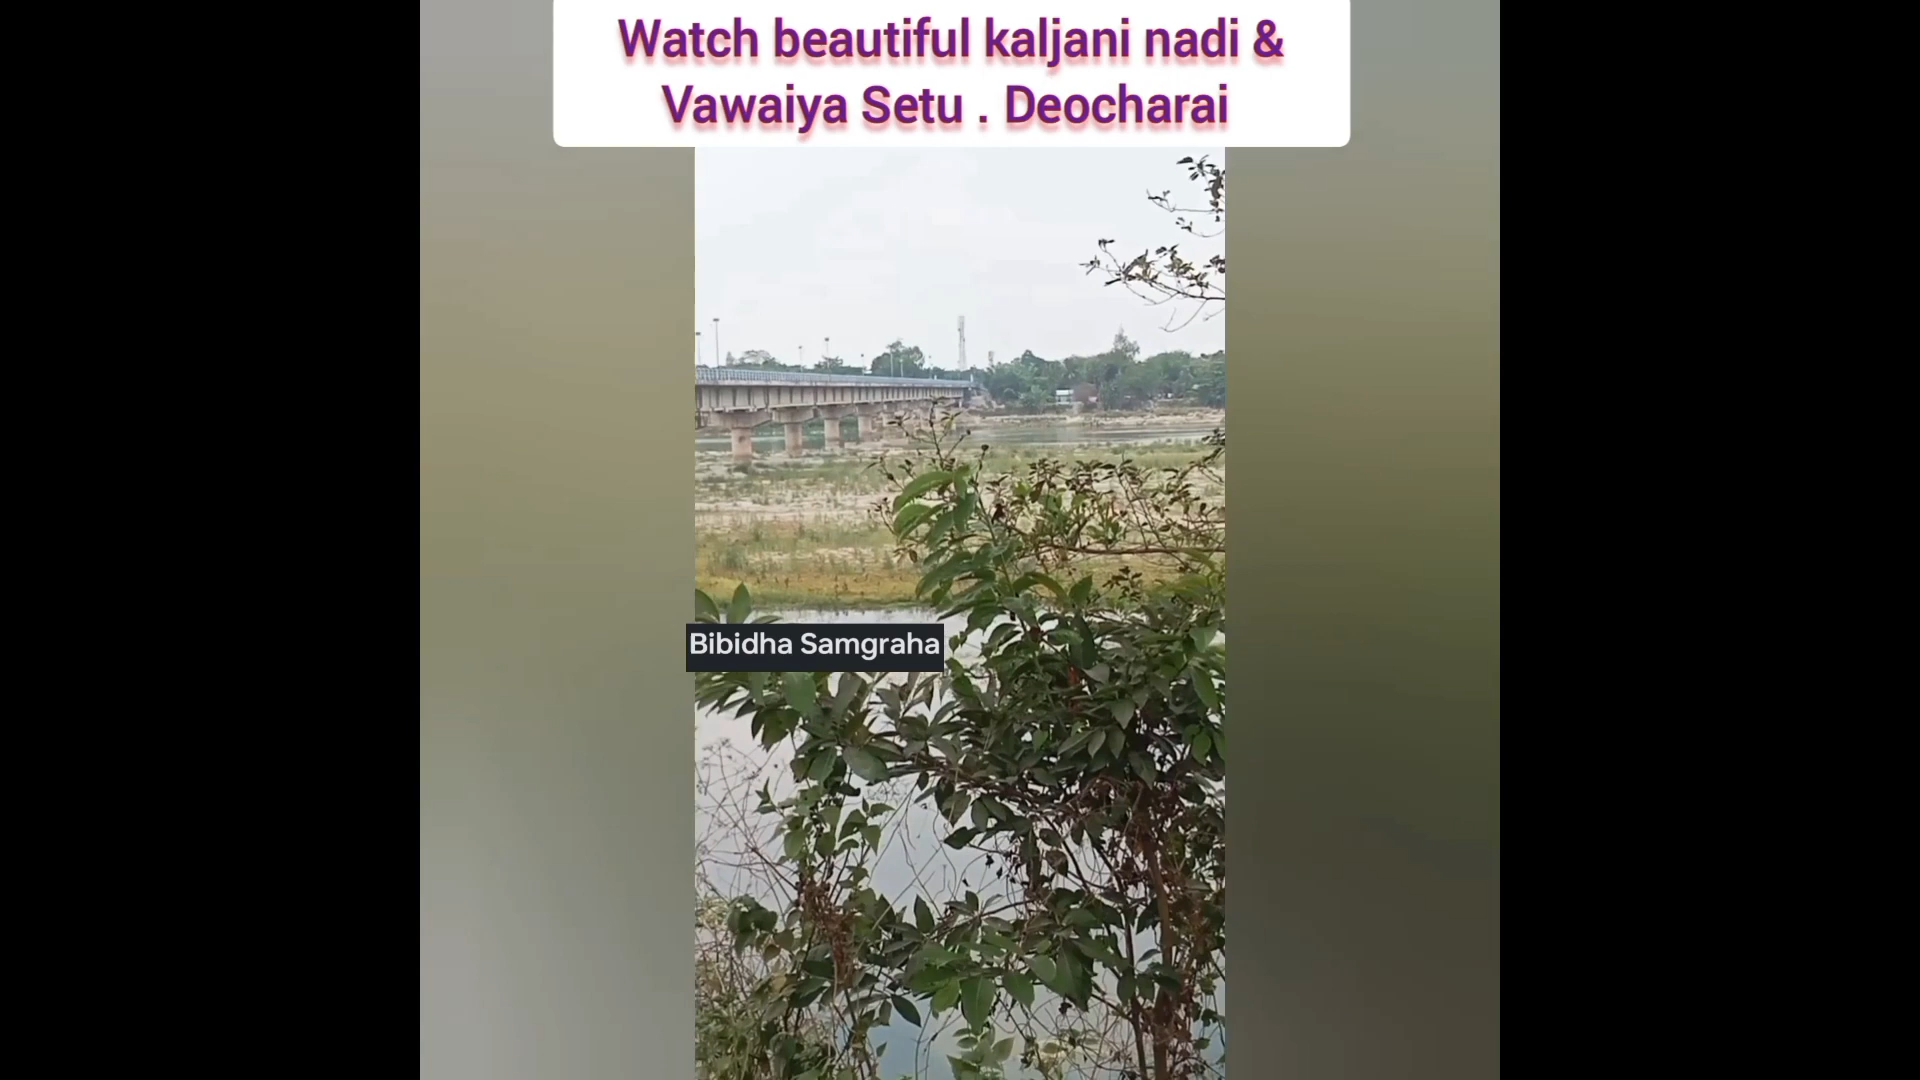 Watch beautiful kaljani nadi &
Vawaiya Setu . Deocharai
Bibidha Samgraha